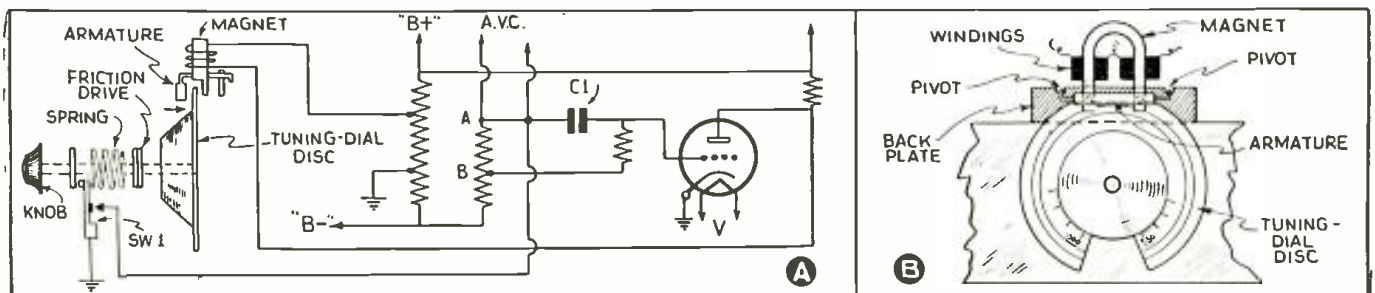 MAGNET
ARMATURE
FRICTION
DRIVE
SPRING
KNOB
SW 1
TUNING-DIAL
DISC
"B+"
A.V.C.
C1
A
B
"B-"
V
A
MAGNET
WINDINGS
PIVOT
PIVOT
BACK
PLATE
ARMATURE
TUNING-
DIAL
DISC
B